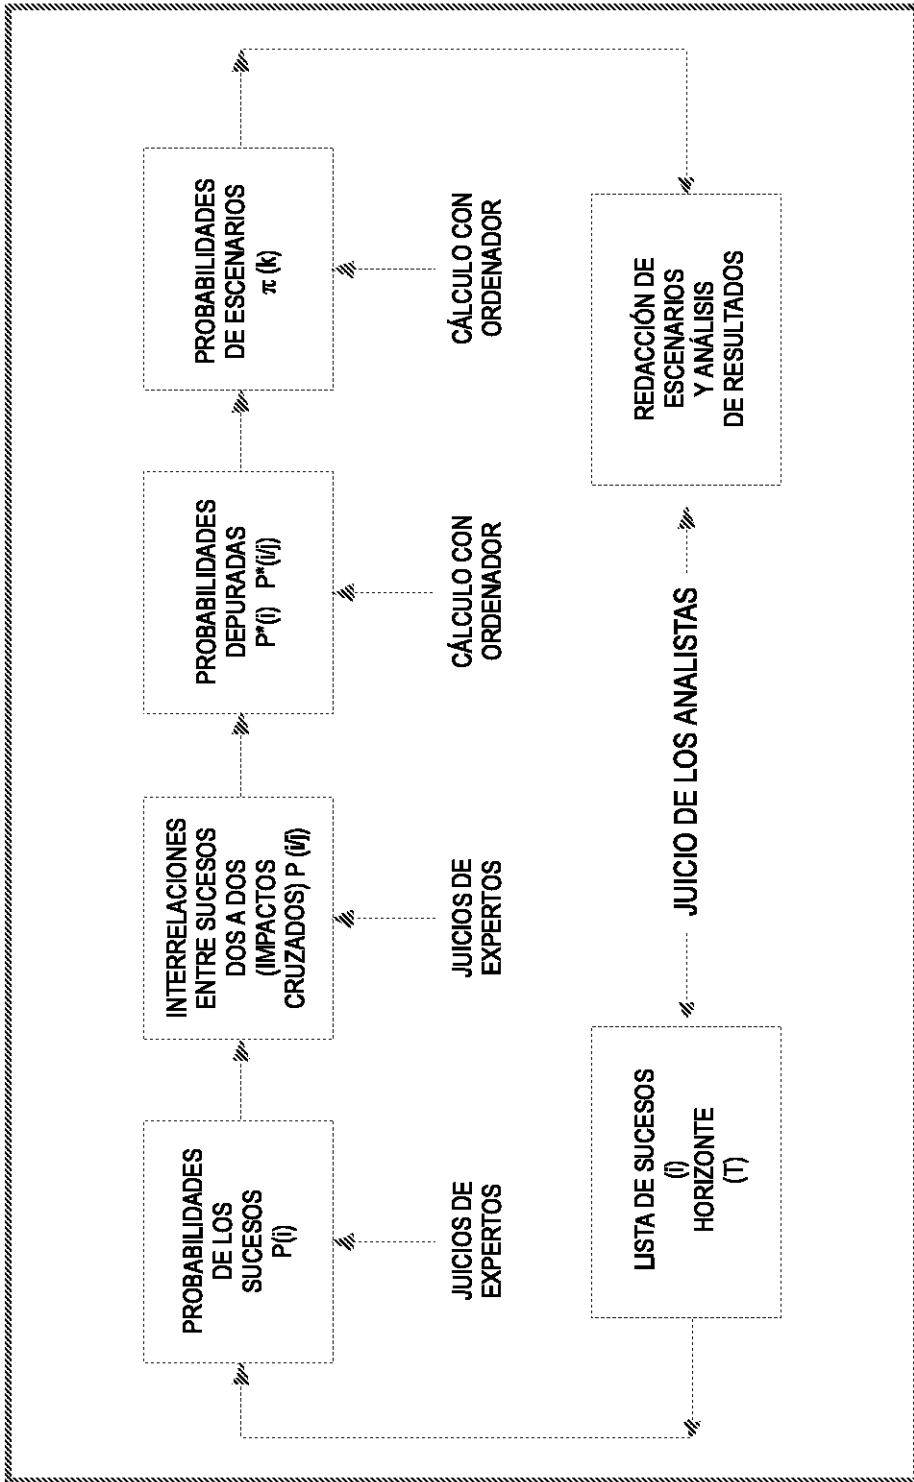 PROBABILIDADES
DE LOS
SUCESOS
P(i)
INTERRELACIONES
ENTRE SUCESOS
DOS A DOS
(IMPACTOS
CRUZADOS) P (i/j)
PROBABILIDADES
DEPURADAS
P*(i) P*(i/j)
PROBABILIDADES
DE ESCENARIOS
π (k)
JUICIOS DE
EXPERTOS
JUICIOS DE
EXPERTOS
CÁLCULO CON
ORDENADOR
CÁLCULO CON
ORDENADOR
LISTA DE SUCESOS
(i)
HORIZONTE
(T)
JUICIO DE LOS ANALISTAS
REDACCIÓN DE
ESCENARIOS
Y ANÁLISIS
DE RESULTADOS